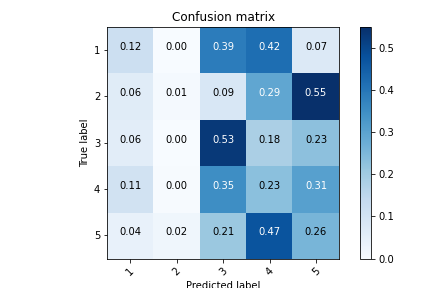 Confusion matrix
1 0.12 0.00 0.39 0.42 0.07
2 0.06 0.01 0.09 0.29 0.55
3 0.06 0.00 0.53 0.18 0.23
4 0.11 0.00 0.35 0.23 0.31
5 0.04 0.02 0.21 0.47 0.26
1 2 3 4 5
True label
Predicted label
0.5
0.4
0.3
0.2
0.1
0.0